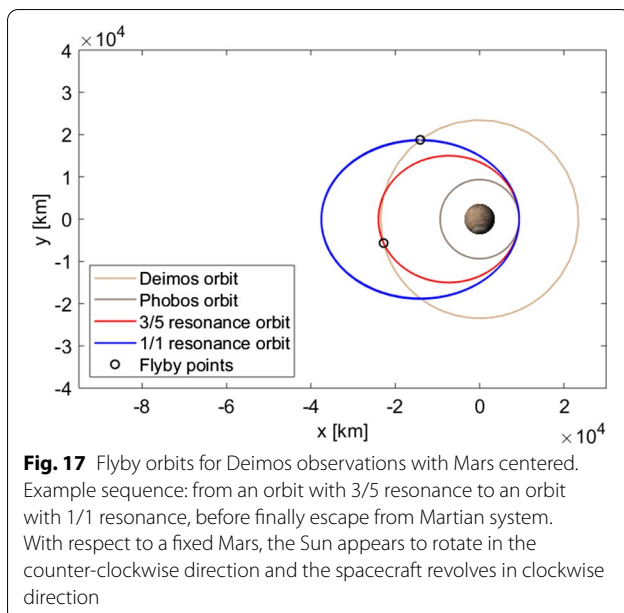 ×10⁴
4
3
2
1
0
-1
-2
-3
-4
y [km]
Deimos orbit
Phobos orbit
3/5 resonance orbit
1/1 resonance orbit
Flyby points
-8 -6 -4 -2 0 2
x [km]
×10⁴
Fig. 17 Flyby orbits for Deimos observations with Mars centered.
Example sequence: from an orbit with 3/5 resonance to an orbit
with 1/1 resonance, before finally escape from Martian system.
With respect to a fixed Mars, the Sun appears to rotate in the
counter-clockwise direction and the spacecraft revolves in clockwise
direction